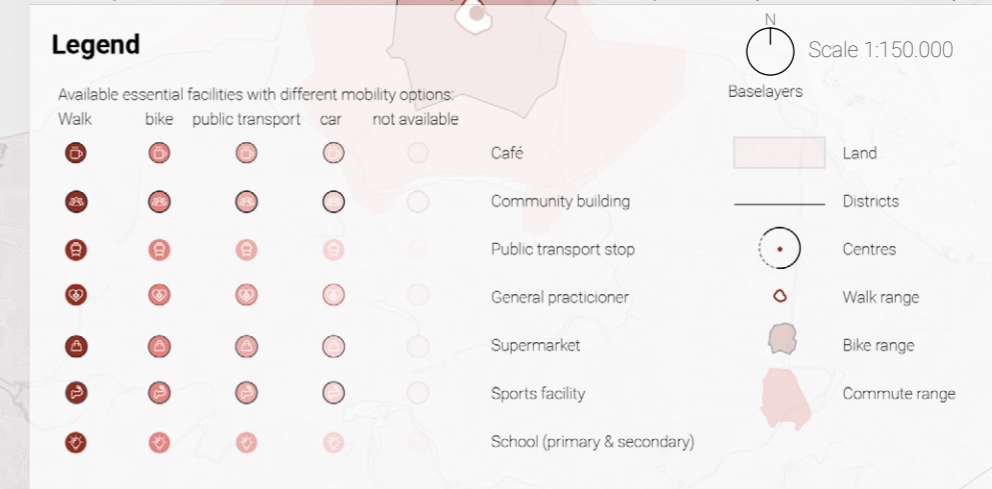 Legend
N
Scale 1:150.000
Available essential facilities with different mobility options:
Baselayers
Walk bike public transport car not available
Café
Land
Community building
Districts
Public transport stop
Centres
General practicioner
Walk range
Supermarket
Bike range
Sports facility
Commute range
School (primary & secondary)